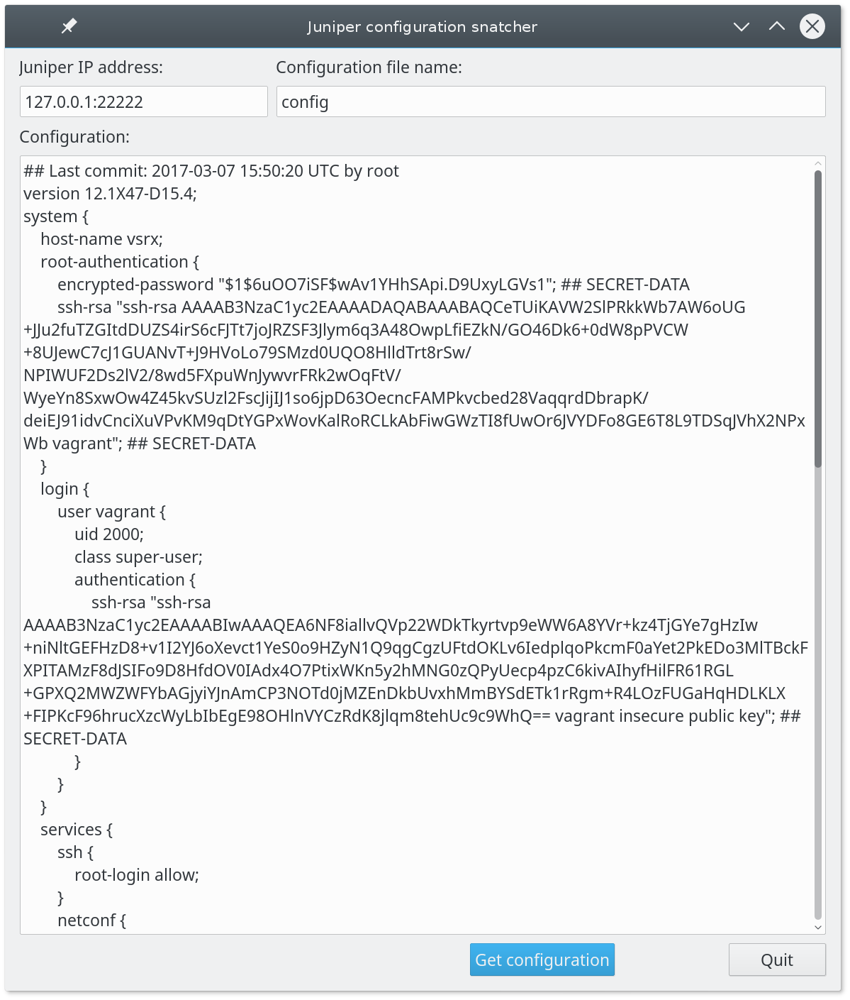 Juniper configuration snatcher
Juniper IP address:
Configuration file name:
127.0.0.1:22222
config
Configuration:
## Last commit: 2017-03-07 15:50:20 UTC by root
version 12.1X47-D15.4;
system {
    host-name vsrx;
    root-authentication {
        encrypted-password "$1$6uOO7iSF$wAv1YHhSApi.D9UxyLGVs1"; ## SECRET-DATA
        ssh-rsa "ssh-rsa AAAAB3NzaC1yc2EAAAADAQABAAABAQCeTUiKAVW2SlPRkkWb7AW6oUG
+JJu2fuTZGItdDUZS4irS6cFJTt7joJRZSF3Jlym6q3A48OwpLfiEZkN/GO46Dk6+0dW8pPVCW
+8UJewC7cJ1GUANvT+J9HVoLo79SMzd0UQO8HlldTrt8rSw/
NPIWUF2Ds2lV2/8wd5FXpuWnJywvrFRk2wOqFtV/
WyeYn8SxwOw4Z45kvSUzl2FscJijIJ1so6jpD63OecncFAMPkvcbed28VaqqrdDbrapK/
deiEJ91idvCnciXuVPvKM9qDtYGPxWovKalRoRCLkAbFiwGWzTI8fUwOr6JVYDFo8GE6T8L9TDSqJVhX2NPx
Wb vagrant"; ## SECRET-DATA
    }
    login {
        user vagrant {
            uid 2000;
            class super-user;
            authentication {
                ssh-rsa "ssh-rsa
AAAAB3NzaC1yc2EAAAABIwAAAQEA6NF8iallvQVp22WDkTkyrtvp9eWW6A8YVr+kz4TjGYe7gHzIw
+niNltGEFHzD8+v1I2YJ6oXevct1YeS0o9HZyN1Q9qgCgzUFtdOKLv6IedplqoPkcmF0aYet2PkEDo3MlTBckF
XPITAMzF8dJSIFo9D8HfdOV0IAdx4O7PtixWKn5y2hMNG0zQPyUecp4pzC6kivAIhyfHilFR61RGL
+GPXQ2MWZWFYbAGjyiYJnAmCP3NOTd0jMZEnDkbUvxhMmBYSdETk1rRgm+R4LOzFUGaHqHDLKLX
+FIPKcF96hrucXzcWyLbIbEgE98OHlnVYCzRdK8jlqm8tehUc9c9WhQ== vagrant insecure public key"; ##
SECRET-DATA
            }
        }
    }
    services {
        ssh {
            root-login allow;
        }
        netconf {
Get configuration
Quit